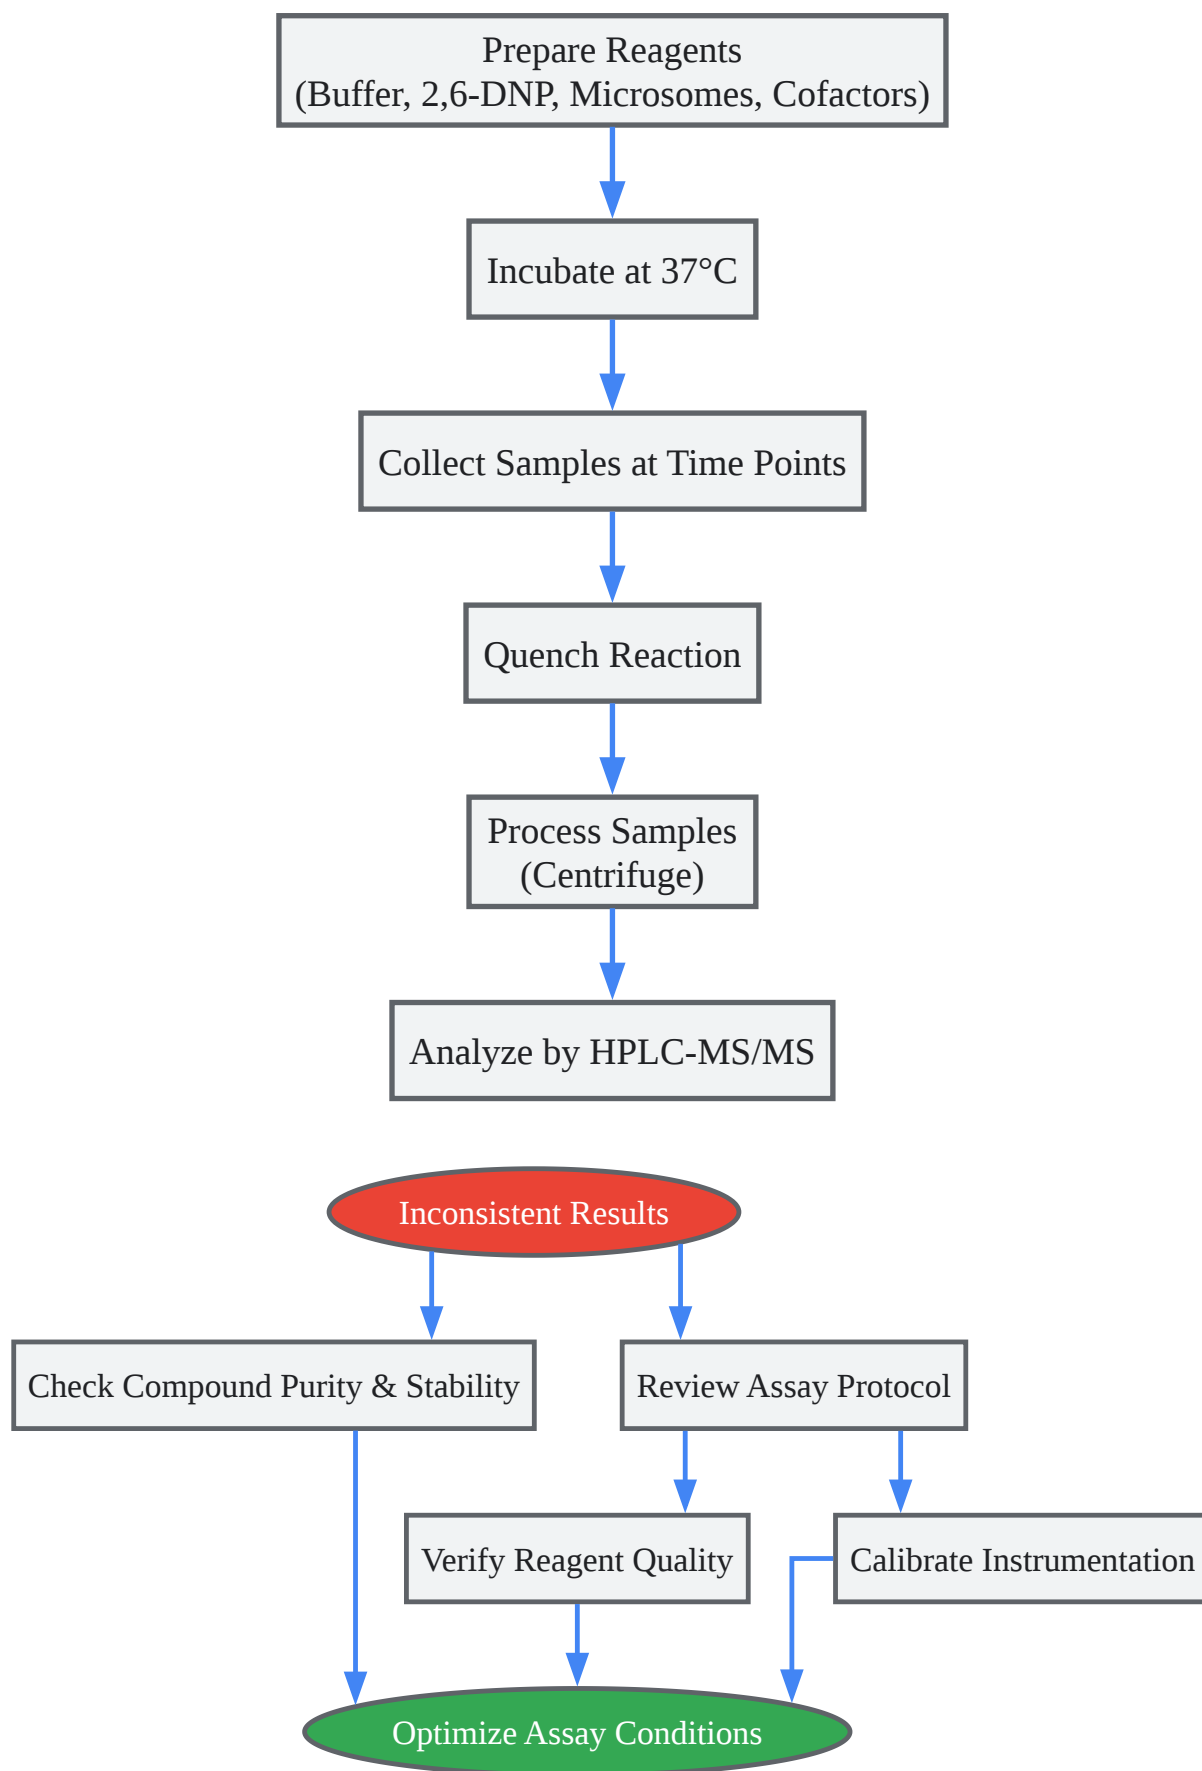 Prepare Reagents
(Buffer, 2,6-DNP, Microsomes, Cofactors)
Incubate at 37°C
Collect Samples at Time Points
Quench Reaction
Process Samples
(Centrifuge)
Analyze by HPLC-MS/MS
Inconsistent Results
Check Compound Purity & Stability
Review Assay Protocol
Verify Reagent Quality
Calibrate Instrumentation
Optimize Assay Conditions